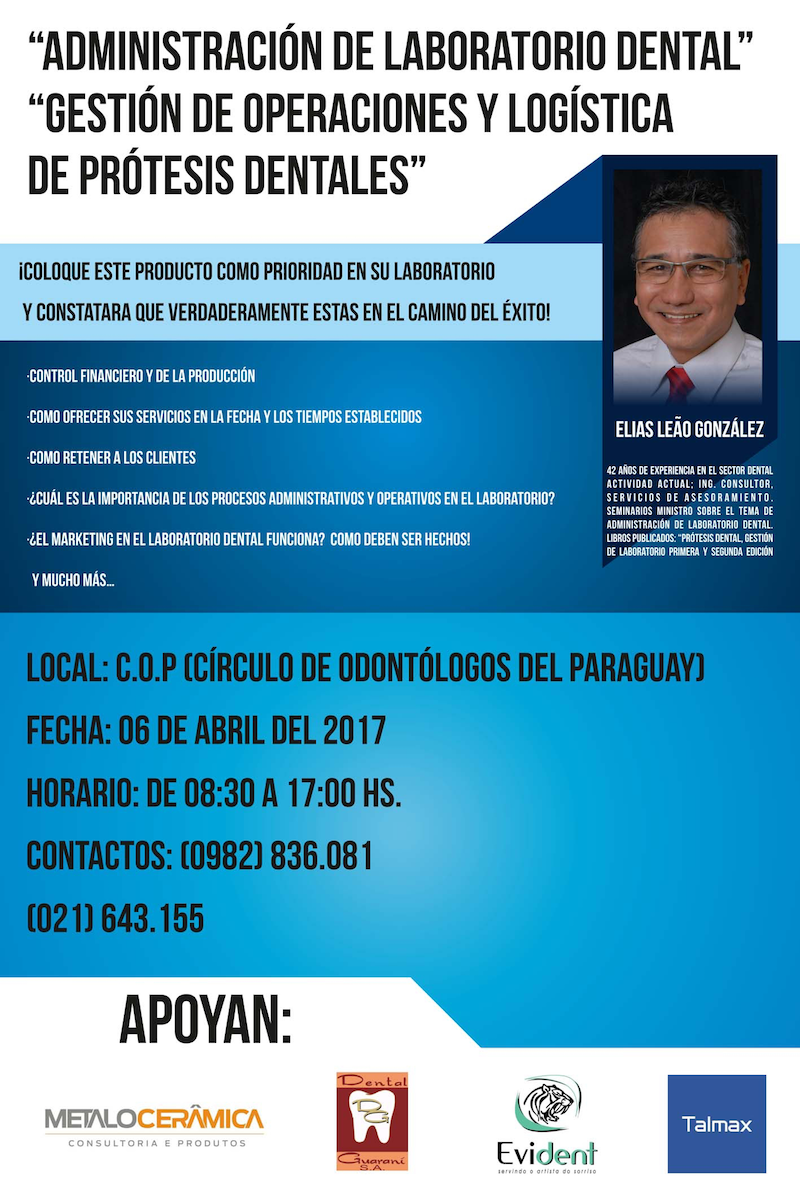 “ADMINISTRACIÓN DE LABORATORIO DENTAL”
“GESTIÓN DE OPERACIONES Y LOGÍSTICA
DE PRÓTESIS DENTALES”
¡COLOQUE ESTE PRODUCTO COMO PRIORIDAD EN SU LABORATORIO
Y CONSTATARA QUE VERDADERAMENTE ESTAS EN EL CAMINO DEL ÉXITO!
·CONTROL FINANCIERO Y DE LA PRODUCCIÓN
·COMO OFRECER SUS SERVICIOS EN LA FECHA Y LOS TIEMPOS ESTABLECIDOS
·COMO RETENER A LOS CLIENTES
·¿CUÁL ES LA IMPORTANCIA DE LOS PROCESOS ADMINISTRATIVOS Y OPERATIVOS EN EL LABORATORIO?
·¿EL MARKETING EN EL LABORATORIO DENTAL FUNCIONA? COMO DEBEN SER HECHOS!
Y MUCHO MÁS...
ELIAS LEÃO GONZÁLEZ
42 AÑOS DE EXPERIENCIA EN EL SECTOR DENTAL
ACTIVIDAD ACTUAL; ING. CONSULTOR,
SERVICIOS DE ASESORAMIENTO.
SEMINARIOS MINISTRO SOBRE EL TEMA DE
ADMINISTRACIÓN DE LABORATORIO DENTAL.
LIBROS PUBLICADOS: “PRÓTESIS DENTAL, GESTIÓN
DE LABORATORIO PRIMERA Y SEGUNDA EDICIÓN
LOCAL: C.O.P (CÍRCULO DE ODONTÓLOGOS DEL PARAGUAY)
FECHA: 06 DE ABRIL DEL 2017
HORARIO: DE 08:30 A 17:00 HS.
CONTACTOS: (0982) 836.081
(021) 643.155
APOYAN:
METALOCERÂMICA
CONSULTORIA E PRODUTOS
Dental
DG
Guaraní
S.A.
Evident
servindo o artista do sorriso
Talmax